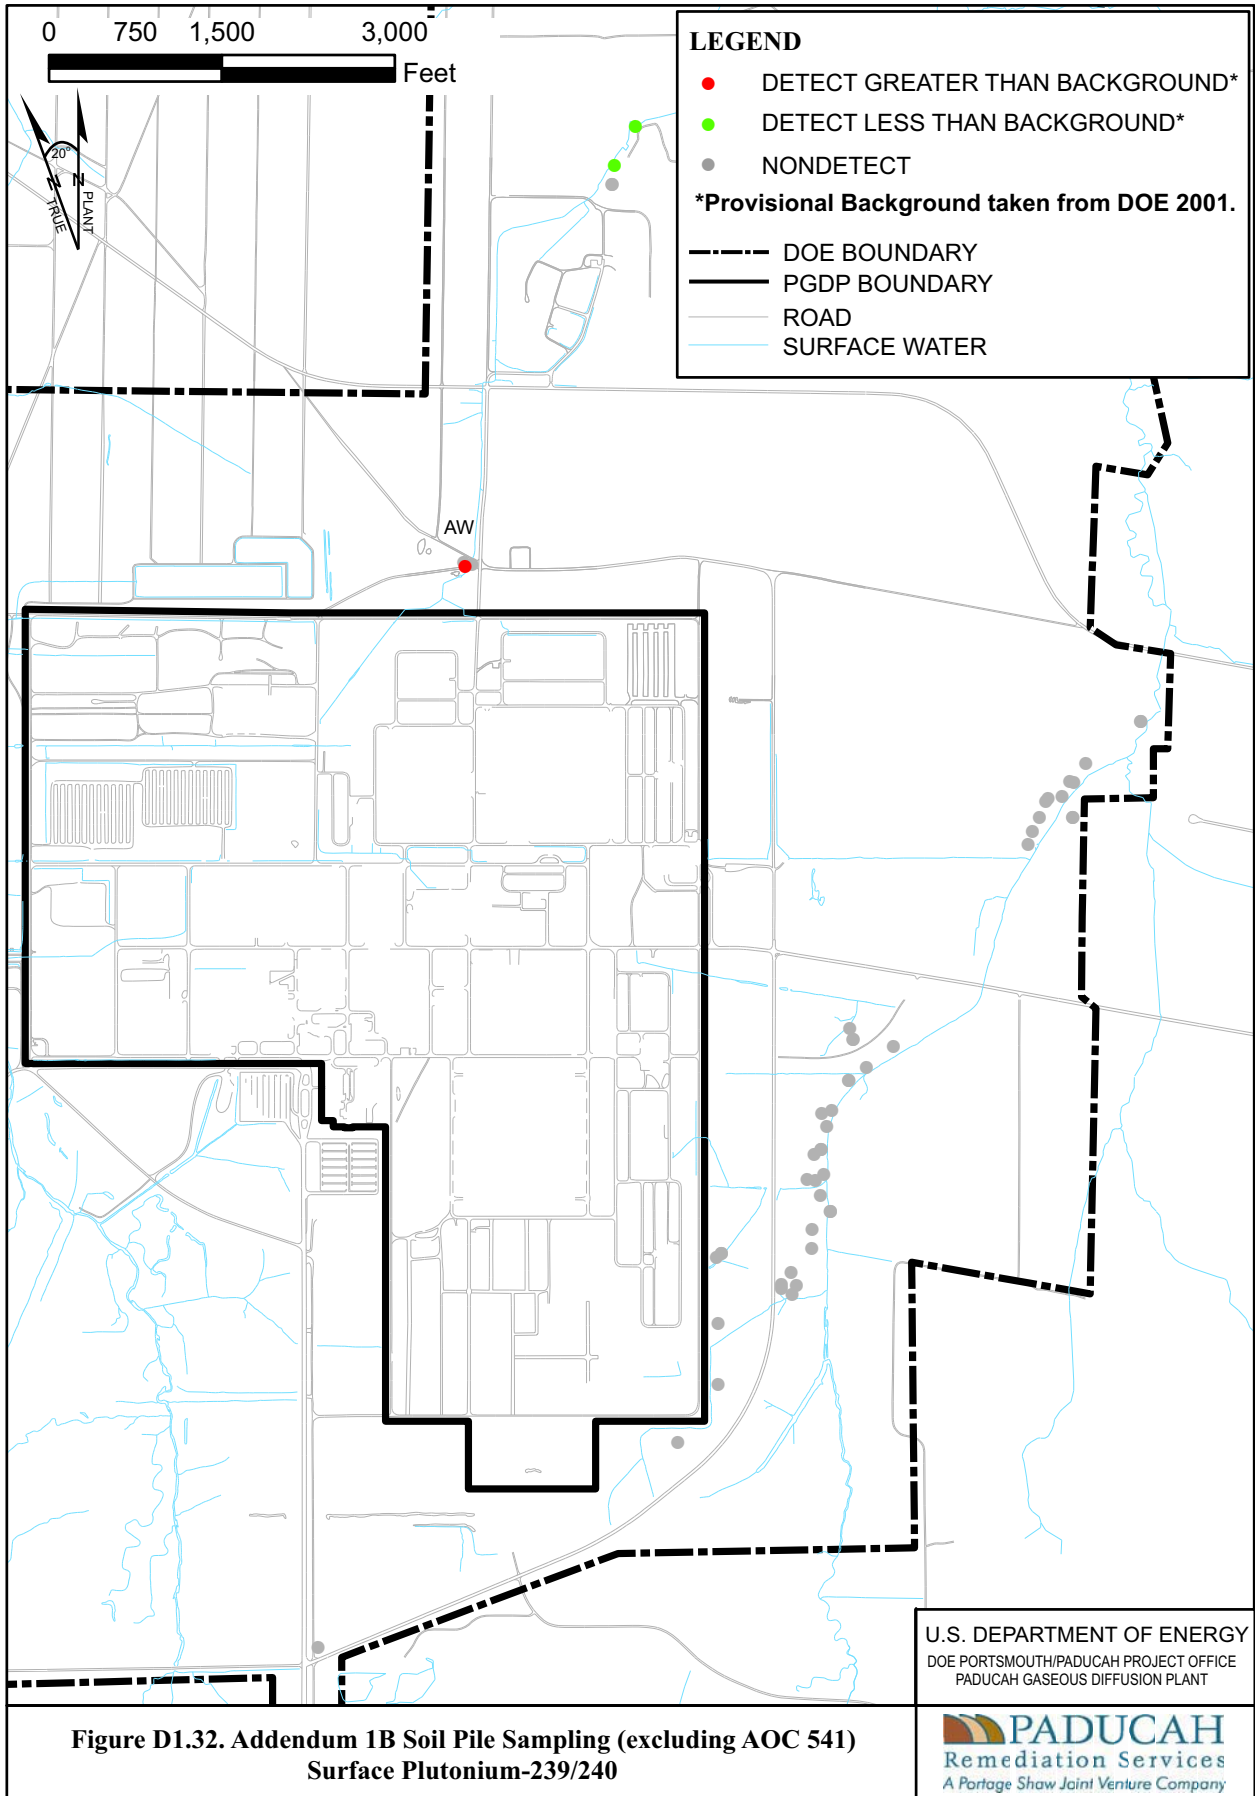 0 750 1,500 3,000
Feet
20°
N
TRUE
N
PLANT
LEGEND
DETECT GREATER THAN BACKGROUND*
DETECT LESS THAN BACKGROUND*
NONDETECT
*Provisional Background taken from DOE 2001.
DOE BOUNDARY
PGDP BOUNDARY
ROAD
SURFACE WATER
AW
U.S. DEPARTMENT OF ENERGY
DOE PORTSMOUTH/PADUCAH PROJECT OFFICE
PADUCAH GASEOUS DIFFUSION PLANT
Figure D1.32. Addendum 1B Soil Pile Sampling (excluding AOC 541)
Surface Plutonium-239/240
PADUCAH
Remediation Services
A Portage Shaw Joint Venture Company